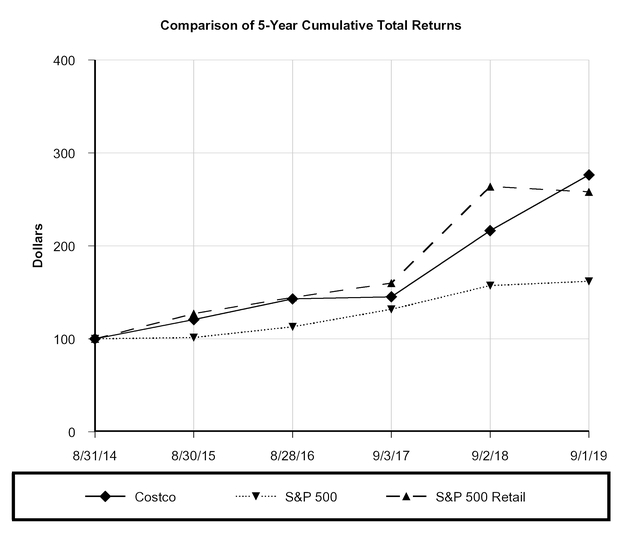 Comparison of 5-Year Cumulative Total Returns
400
300
200
100
0
Dollars
8/31/14 8/30/15 8/28/16 9/3/17 9/2/18 9/1/19
Costco S&P 500 S&P 500 Retail